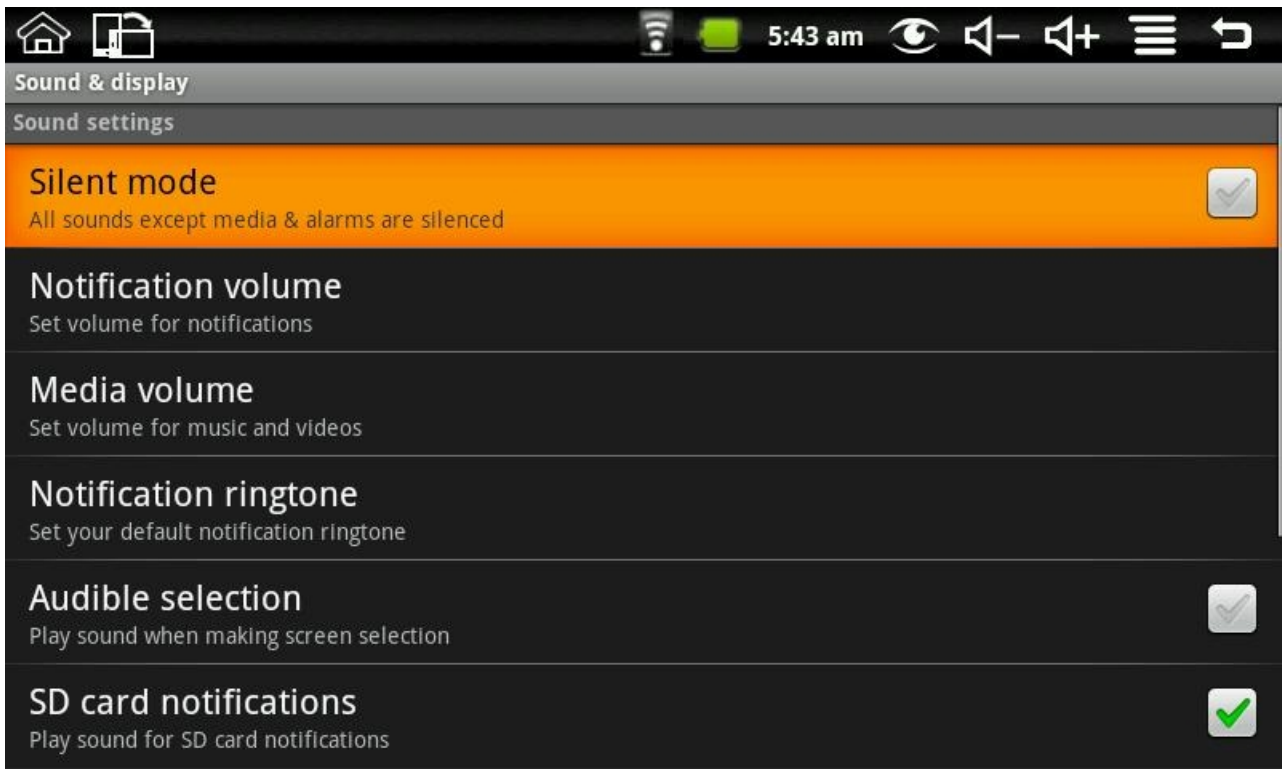 5:43 am
Sound & display
Sound settings
Silent mode
All sounds except media & alarms are silenced
Notification volume
Set volume for notifications
Media volume
Set volume for music and videos
Notification ringtone
Set your default notification ringtone
Audible selection
Play sound when making screen selection
SD card notifications
Play sound for SD card notifications